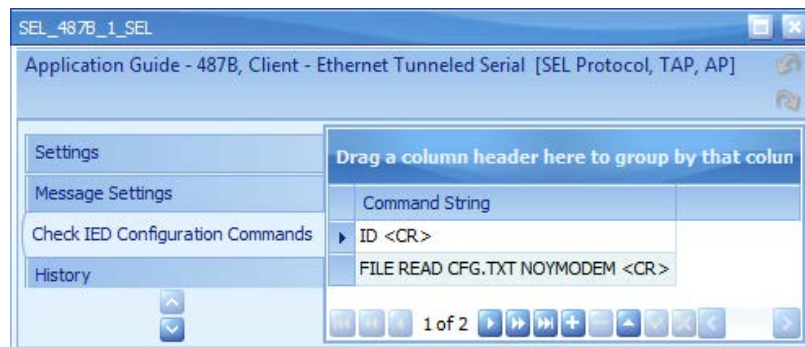 SEL_487B_1_SEL
Application Guide - 487B, Client - Ethernet Tunneled Serial [SEL Protocol, TAP, AP]
Settings
Message Settings
Check IED Configuration Commands
History
Drag a column header here to group by that colun
Command String
ID <CR>
FILE READ CFG.TXT NOYMODEM <CR>
1 of 2